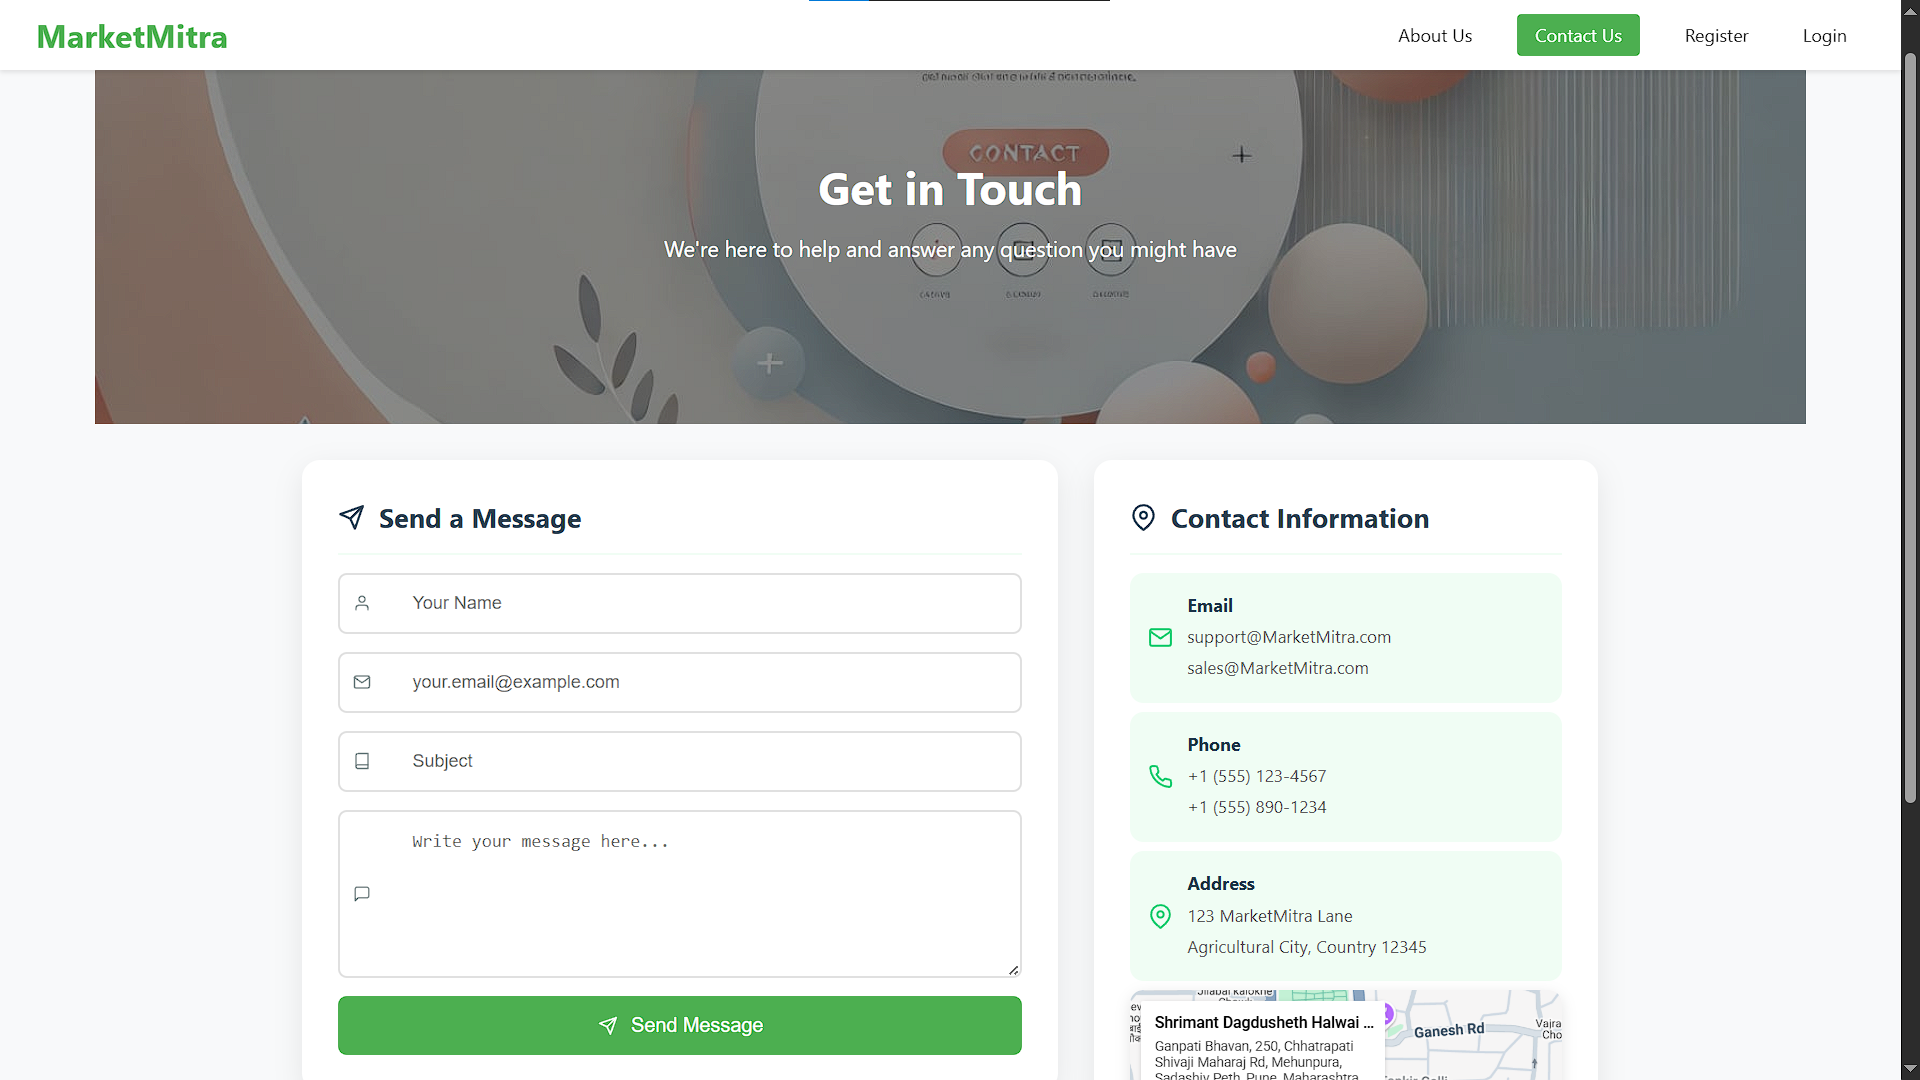 MarketMitra
About Us
Contact Us
Register
Login
CONTACT
Get in Touch
We're here to help and answer any question you might have
Send a Message
Your Name
your.email@example.com
Subject
Write your message here...
Send Message
Contact Information
Email
support@MarketMitra.com
sales@MarketMitra.com
Phone
+1 (555) 123-4567
+1 (555) 890-1234
Address
123 MarketMitra Lane
Agricultural City, Country 12345
Shrimant Dagdusheth Halwai ...
Ganpati Bhavan, 250, Chhatrapati
Shivaji Maharaj Rd, Mehunpura,
Sadashiv Peth, Pune, Maharashtra
Ganesh Rd
Vajra
Cho